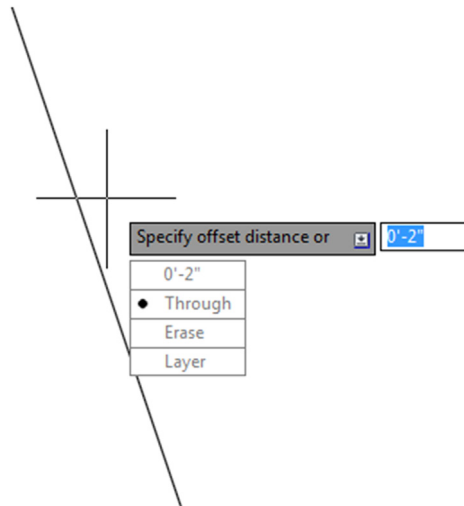 Specify offset distance or 0'-2"
0'-2"
Through
Erase
Layer